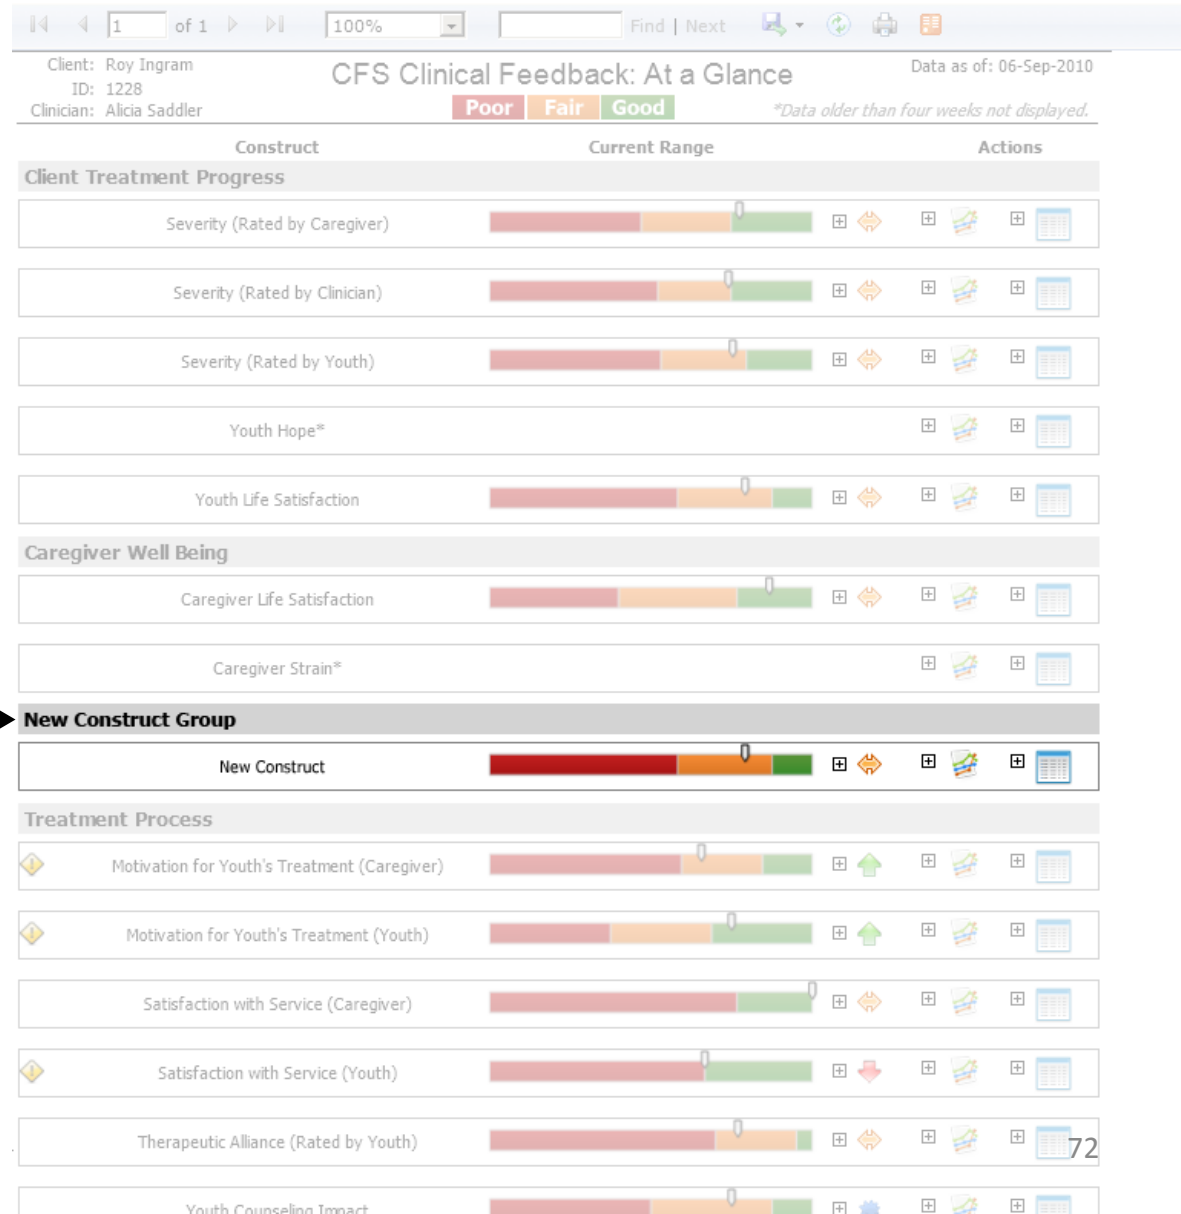 1 of 1 100% Find | Next
Client: Roy Ingram
ID: 1228
Clinician: Alicia Saddler
CFS Clinical Feedback: At a Glance
Poor Fair Good
Data as of: 06-Sep-2010
*Data older than four weeks not displayed.
Construct Current Range Actions
Client Treatment Progress
Severity (Rated by Caregiver)
Severity (Rated by Clinician)
Severity (Rated by Youth)
Youth Hope*
Youth Life Satisfaction
Caregiver Well Being
Caregiver Life Satisfaction
Caregiver Strain*
New Construct Group
New Construct
Treatment Process
Motivation for Youth's Treatment (Caregiver)
Motivation for Youth's Treatment (Youth)
Satisfaction with Service (Caregiver)
Satisfaction with Service (Youth)
Therapeutic Alliance (Rated by Youth)
72
Youth Counseling Impact